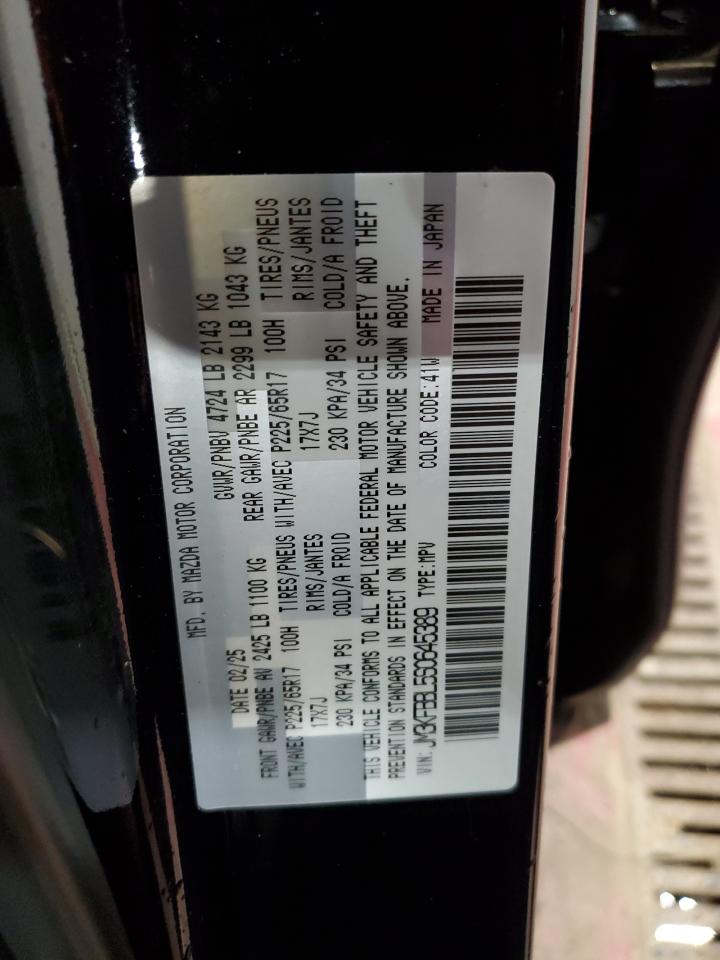 MFD. BY MAZDA MOTOR CORPORATION
DATE 02/25 GVWR/PNBV 4724 LB 2143 KG
FRONT GAWR/PNBE AV 2425 LB 1100 KG REAR GAWR/PNBE AR 2299 LB 1043 KG
WITH/AVEC P225/65R17 100H TIRES/PNEUS WITH/AVEC P225/65R17 100H TIRES/PNEUS
17X7J RIMS/JANTES 17X7J RIMS/JANTES
230 KPA/34 PSI COLD/A FROID 230 KPA/34 PSI COLD/A FROID
THIS VEHICLE CONFORMS TO ALL APPLICABLE FEDERAL MOTOR VEHICLE SAFETY AND THEFT
PREVENTION STANDARDS IN EFFECT ON THE DATE OF MANUFACTURE SHOWN ABOVE.
VIN: JM3KFBBL5S0645389 TYPE:MPV COLOR CODE:41W MADE IN JAPAN